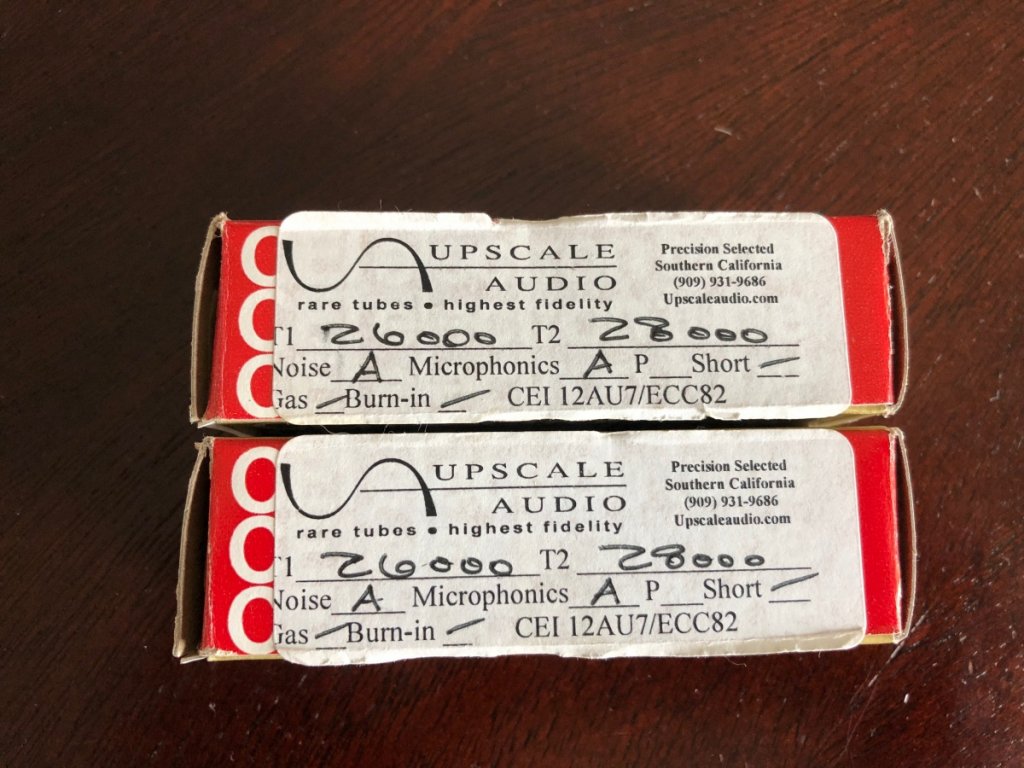 UPSCALE
AUDIO
rare tubes • highest fidelity
Precision Selected
Southern California
(909) 931-9686
Upscaleaudio.com
T1 26000 T2 28000
Noise A Microphonics A P Short —
Gas — Burn-in — CEI 12AU7/ECC82
UPSCALE
AUDIO
rare tubes • highest fidelity
Precision Selected
Southern California
(909) 931-9686
Upscaleaudio.com
T1 26000 T2 28000
Noise A Microphonics A P Short —
Gas — Burn-in — CEI 12AU7/ECC82